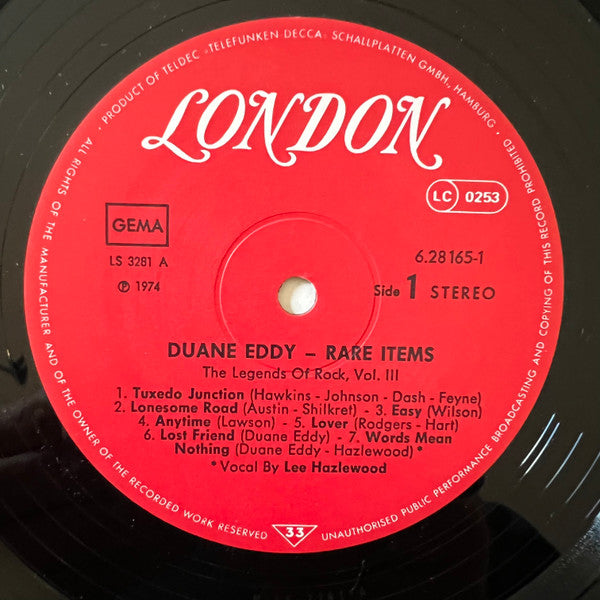 · PRODUCT OF TELDEC »TELEFUNKEN DECCA« SCHALLPLATTEN GMBH, HAMBURG ·
ALL RIGHTS OF THE MANUFACTURER AND OF THE OWNER OF THE RECORDED WORK RESERVED
UNAUTHORISED PUBLIC PERFORMANCE BROADCASTING AND COPYING OF THIS RECORD PROHIBITED
LONDON
LC 0253
GEMA
LS 3281 A
℗ 1974
6.28165-1
Side 1 STEREO
DUANE EDDY – RARE ITEMS
The Legends Of Rock, Vol. III
1. Tuxedo Junction (Hawkins - Johnson - Dash - Feyne)
2. Lonesome Road (Austin - Shilkret) - 3. Easy (Wilson)
4. Anytime (Lawson) - 5. Lover (Rodgers - Hart)
6. Lost Friend (Duane Eddy) - 7. Words Mean
Nothing (Duane Eddy - Hazlewood)*
*Vocal By Lee Hazlewood
33